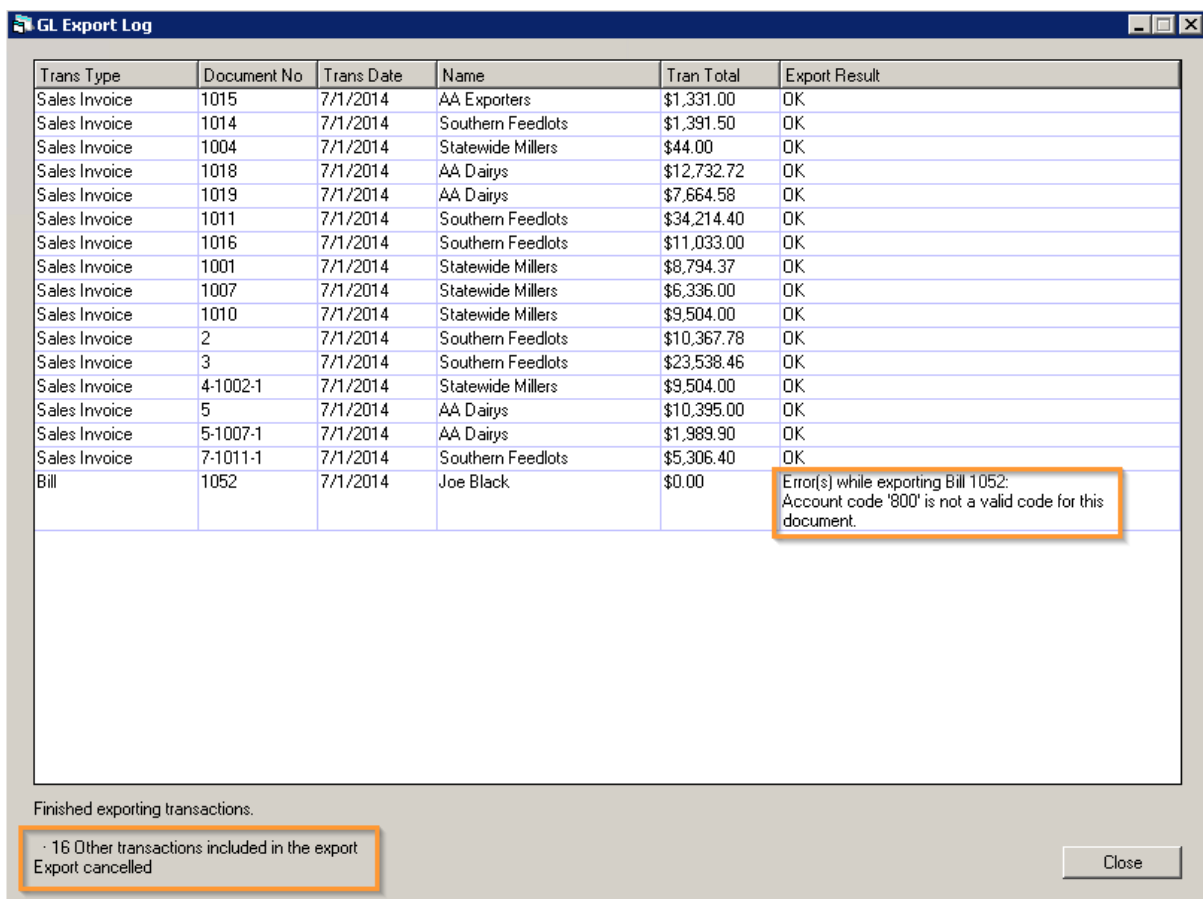 GL Export Log
Trans Type Document No Trans Date Name Tran Total Export Result
Sales Invoice 1015 7/1/2014 AA Exporters $1,331.00 OK
Sales Invoice 1014 7/1/2014 Southern Feedlots $1,391.50 OK
Sales Invoice 1004 7/1/2014 Statewide Millers $44.00 OK
Sales Invoice 1018 7/1/2014 AA Dairys $12,732.72 OK
Sales Invoice 1019 7/1/2014 AA Dairys $7,664.58 OK
Sales Invoice 1011 7/1/2014 Southern Feedlots $34,214.40 OK
Sales Invoice 1016 7/1/2014 Southern Feedlots $11,033.00 OK
Sales Invoice 1001 7/1/2014 Statewide Millers $8,794.37 OK
Sales Invoice 1007 7/1/2014 Statewide Millers $6,336.00 OK
Sales Invoice 1010 7/1/2014 Statewide Millers $9,504.00 OK
Sales Invoice 2 7/1/2014 Southern Feedlots $10,367.78 OK
Sales Invoice 3 7/1/2014 Southern Feedlots $23,538.46 OK
Sales Invoice 4-1002-1 7/1/2014 Statewide Millers $9,504.00 OK
Sales Invoice 5 7/1/2014 AA Dairys $10,395.00 OK
Sales Invoice 5-1007-1 7/1/2014 AA Dairys $1,989.90 OK
Sales Invoice 7-1011-1 7/1/2014 Southern Feedlots $5,306.40 OK
Bill 1052 7/1/2014 Joe Black $0.00 Error(s) while exporting Bill 1052:
Account code '800' is not a valid code for this
document.
Finished exporting transactions.
· 16 Other transactions included in the export
Export cancelled
Close